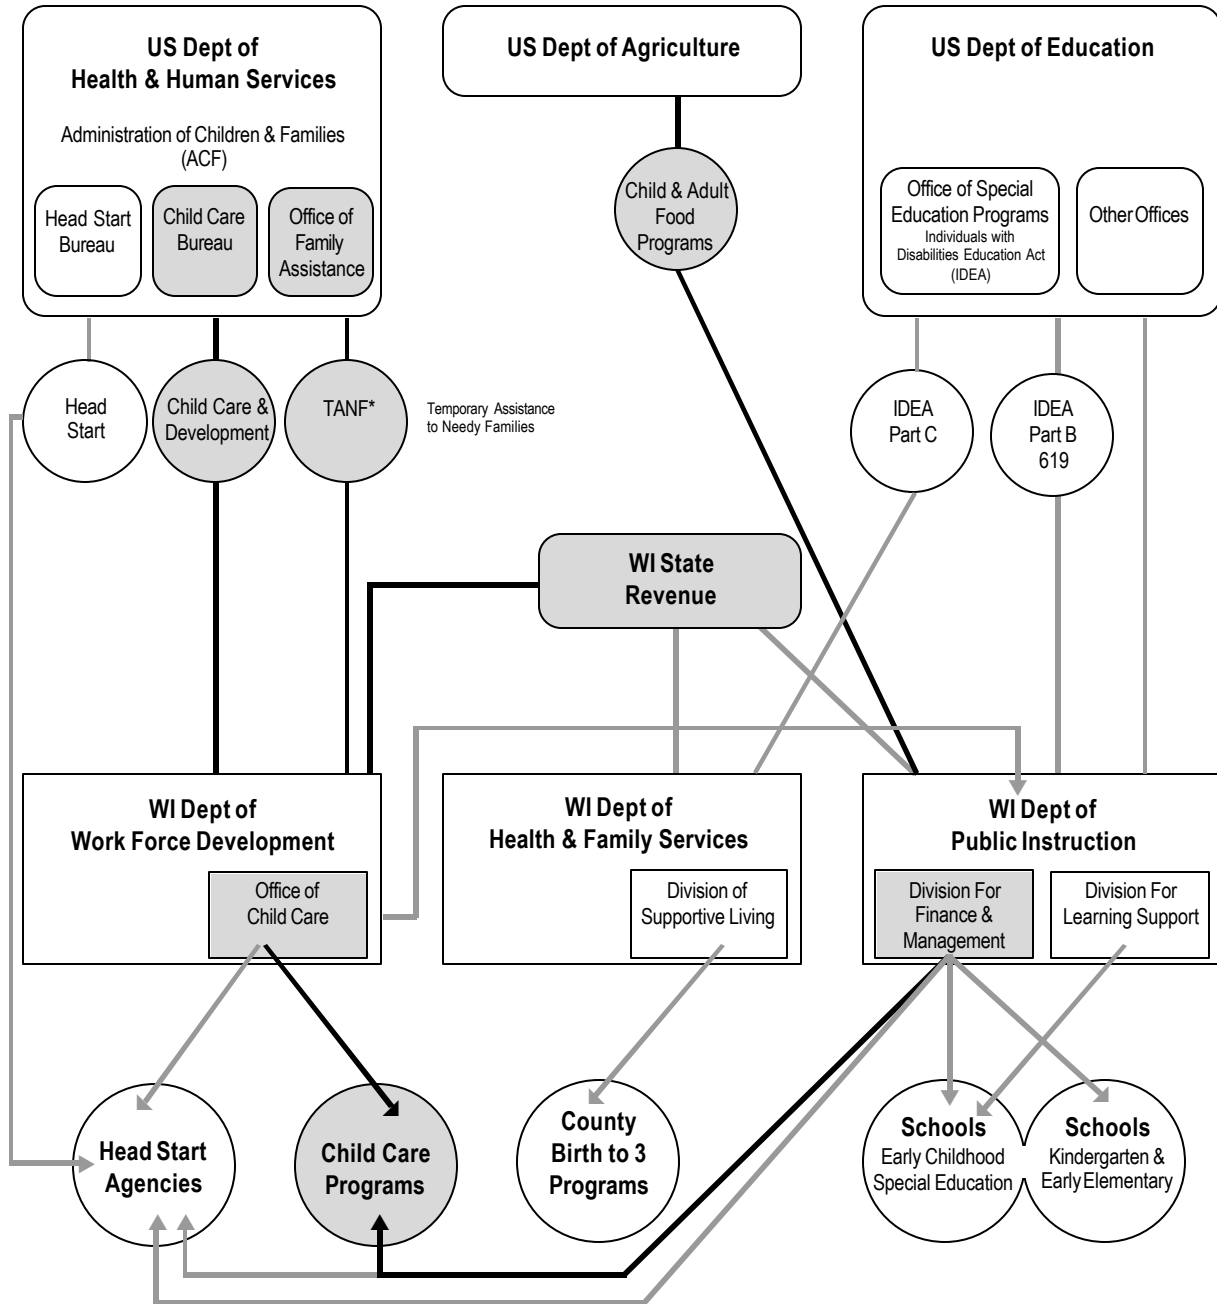 US Dept of
Health & Human Services
Administration of Children & Families
(ACF)
Head Start
Bureau
Child Care
Bureau
Office of
Family
Assistance
US Dept of Agriculture
Child & Adult
Food
Programs
US Dept of Education
Office of Special
Education Programs
Individuals with
Disabilities Education Act
(IDEA)
Other Offices
Head
Start
Child Care &
Development
TANF*
Temporary Assistance
to Needy Families
IDEA
Part C
IDEA
Part B
619
WI State
Revenue
WI Dept of
Work Force Development
Office of
Child Care
WI Dept of
Health & Family Services
Division of
Supportive Living
WI Dept of
Public Instruction
Division For
Finance &
Management
Division For
Learning Support
Head Start
Agencies
Child Care
Programs
County
Birth to 3
Programs
Schools
Early Childhood
Special Education
Schools
Kindergarten &
Early Elementary